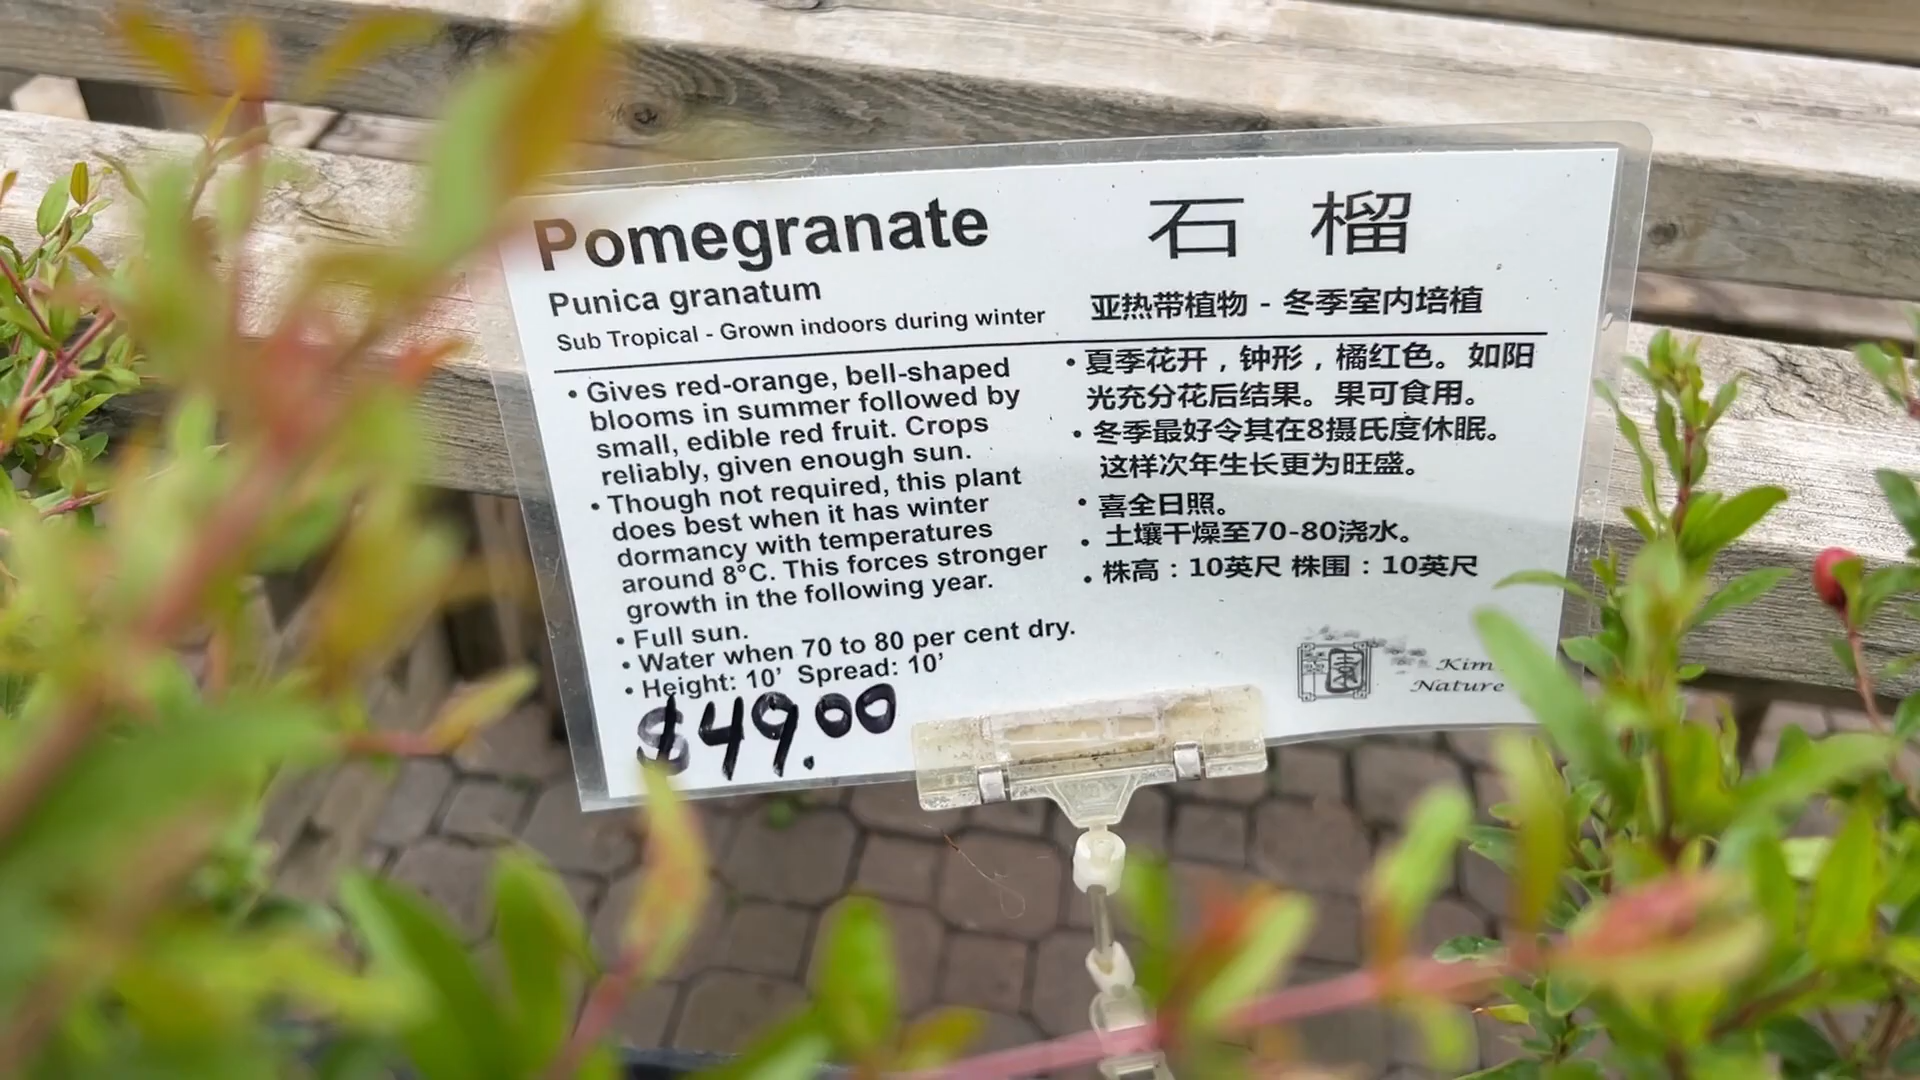 Pomegranate
Punica granatum
Sub Tropical - Grown indoors during winter
• Gives red-orange, bell-shaped
blooms in summer followed by
small, edible red fruit. Crops
reliably, given enough sun.
• Though not required, this plant
does best when it has winter
dormancy with temperatures
around 8°C. This forces stronger
growth in the following year.
• Full sun.
• Water when 70 to 80 per cent dry.
• Height: 10’ Spread: 10’
$49.00
石 榴
亚热带植物 - 冬季室内培植
• 夏季花开，钟形，橘红色。如阳
光充分花后结果。果可食用。
• 冬季最好令其在8摄氏度休眠。
这样次年生长更为旺盛。
• 喜全日照。
• 土壤干燥至70-80浇水。
• 株高：10英尺 株围：10英尺
Kim
Nature